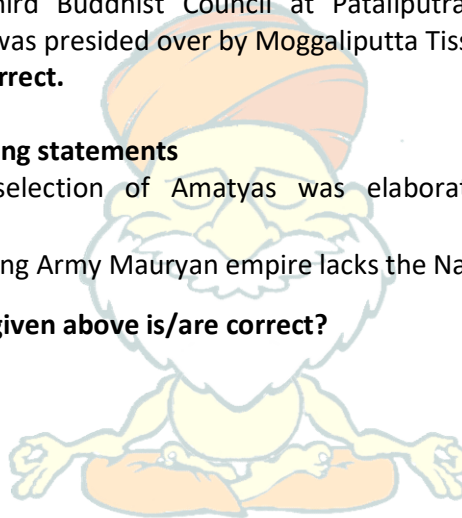 hird Buddhist Council at Pataliputra
was presided over by Moggaliputta Tiss
rrect.
ng statements
selection of Amatyas was elaborat
ng Army Mauryan empire lacks the Na
given above is/are correct?